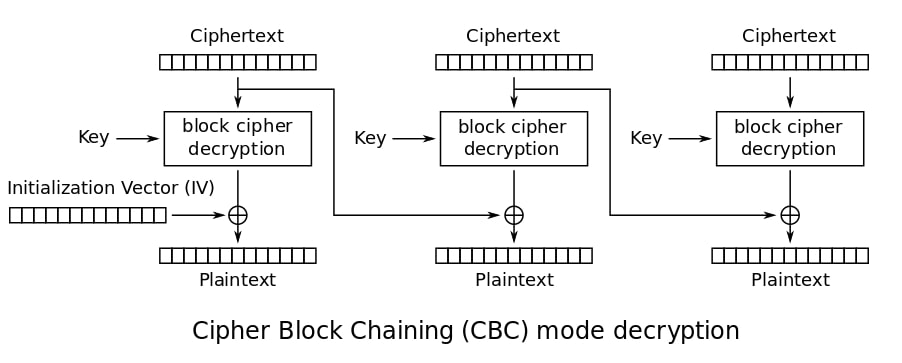 Ciphertext
Ciphertext
Ciphertext
Key
block cipher
decryption
Key
block cipher
decryption
Key
block cipher
decryption
Initialization Vector (IV)
Plaintext
Plaintext
Plaintext
Cipher Block Chaining (CBC) mode decryption